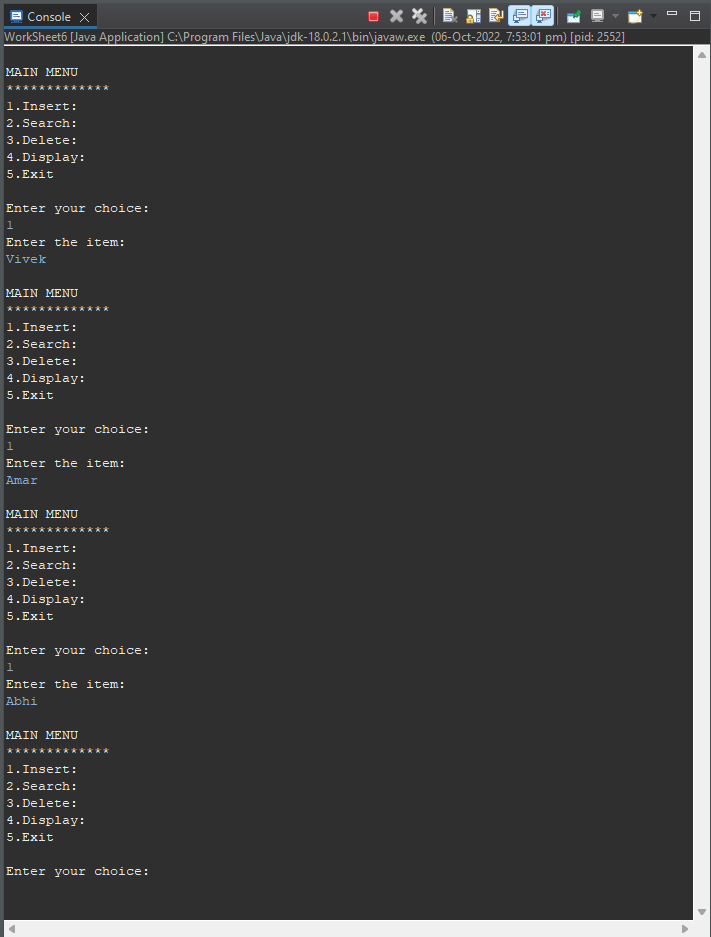 Console
WorkSheet6 [Java Application] C:\Program Files\Java\jdk-18.0.2.1\bin\javaw.exe (06-Oct-2022, 7:53:01 pm) [pid: 2552]
MAIN MENU
*************
1.Insert:
2.Search:
3.Delete:
4.Display:
5.Exit
Enter your choice:
1
Enter the item:
Vivek
MAIN MENU
*************
1.Insert:
2.Search:
3.Delete:
4.Display:
5.Exit
Enter your choice:
1
Enter the item:
Amar
MAIN MENU
*************
1.Insert:
2.Search:
3.Delete:
4.Display:
5.Exit
Enter your choice:
1
Enter the item:
Abhi
MAIN MENU
*************
1.Insert:
2.Search:
3.Delete:
4.Display:
5.Exit
Enter your choice: